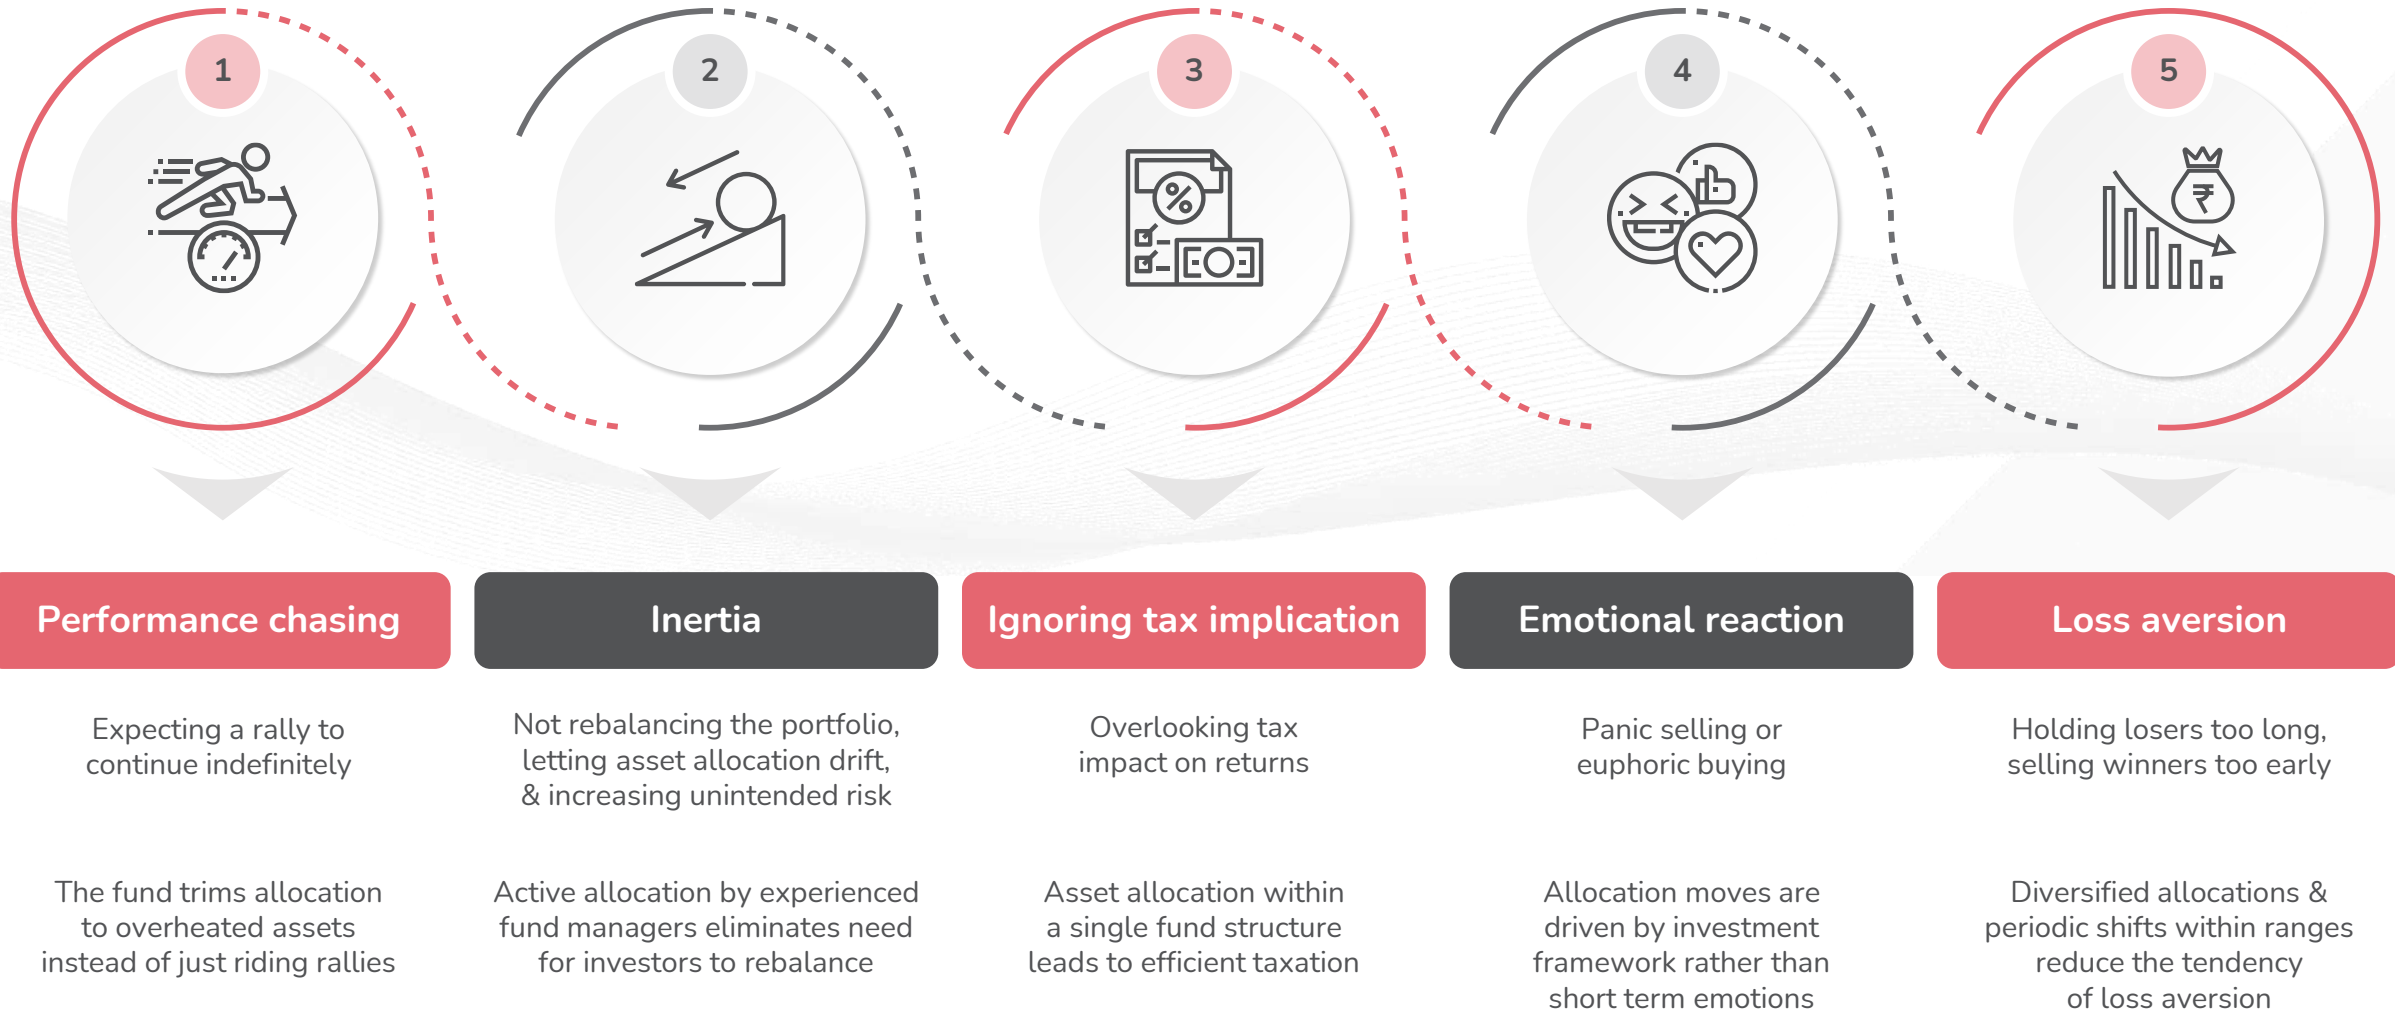 1
2
3
4
5
%
₹
Performance chasing
Inertia
Ignoring tax implication
Emotional reaction
Loss aversion
Expecting a rally to
continue indefinitely
Not rebalancing the portfolio,
letting asset allocation drift,
& increasing unintended risk
Overlooking tax
impact on returns
Panic selling or
euphoric buying
Holding losers too long,
selling winners too early
The fund trims allocation
to overheated assets
instead of just riding rallies
Active allocation by experienced
fund managers eliminates need
for investors to rebalance
Asset allocation within
a single fund structure
leads to efficient taxation
Allocation moves are
driven by investment
framework rather than
short term emotions
Diversified allocations &
periodic shifts within ranges
reduce the tendency
of loss aversion